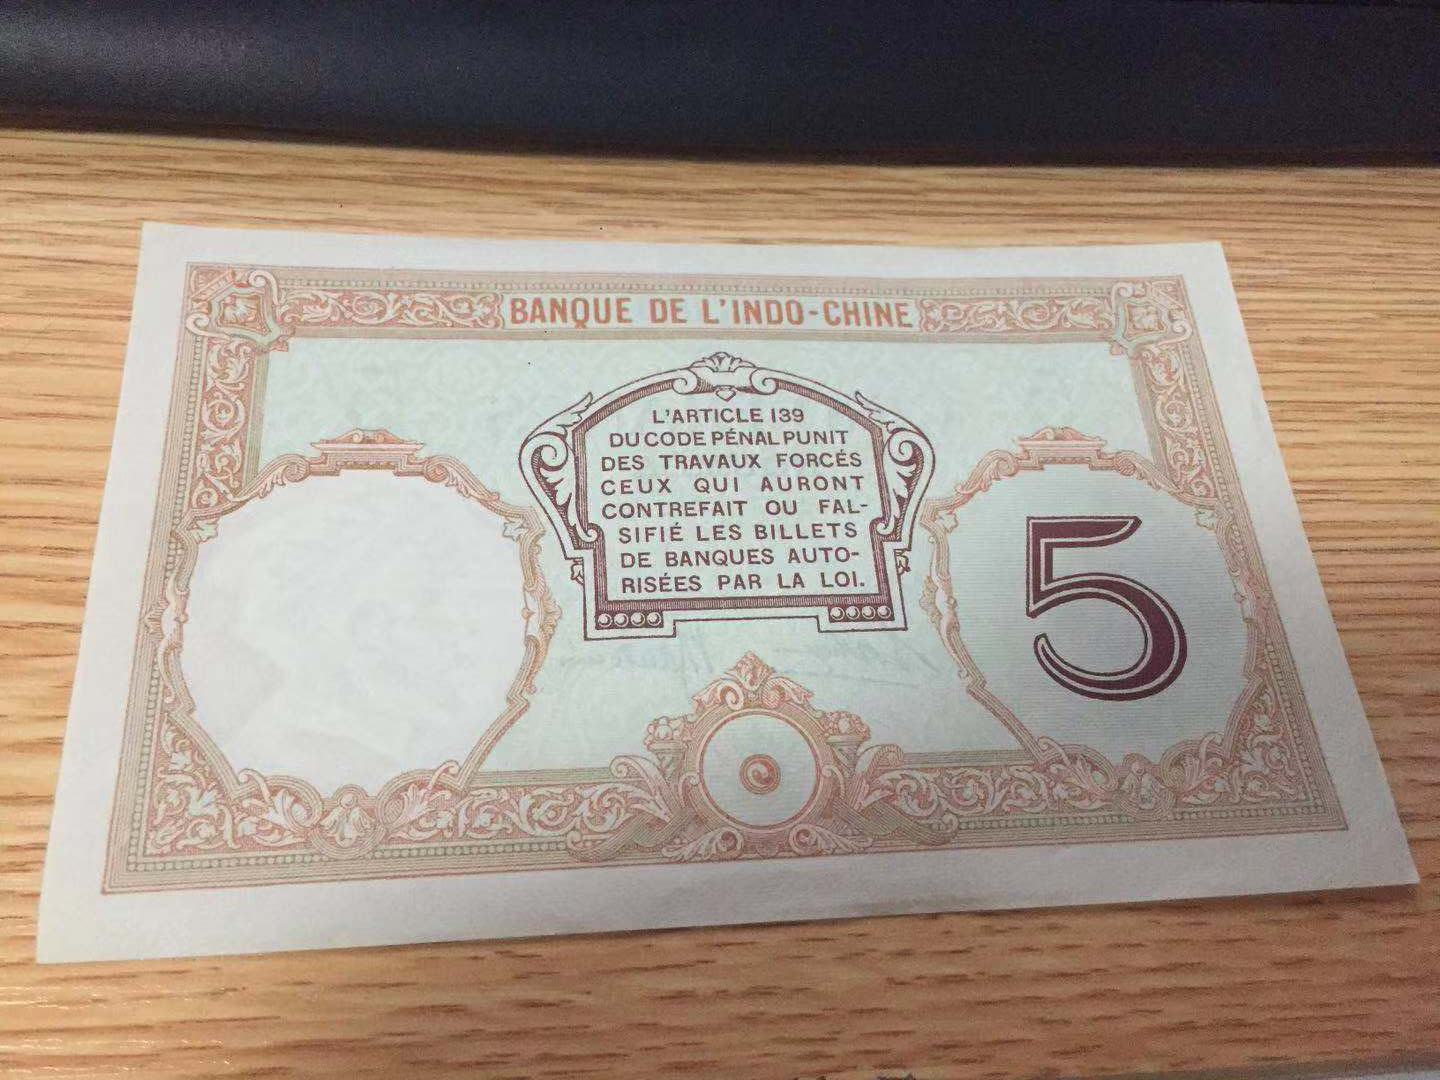 BANQUE DE L'INDO-CHINE
L'ARTICLE 139
DU CODE PÉNAL PUNIT
DES TRAVAUX FORCÉS
CEUX QUI AURONT
CONTREFAIT OU FAL-
SIFIÉ LES BILLETS
DE BANQUES AUTO-
RISÉES PAR LA LOI.
5